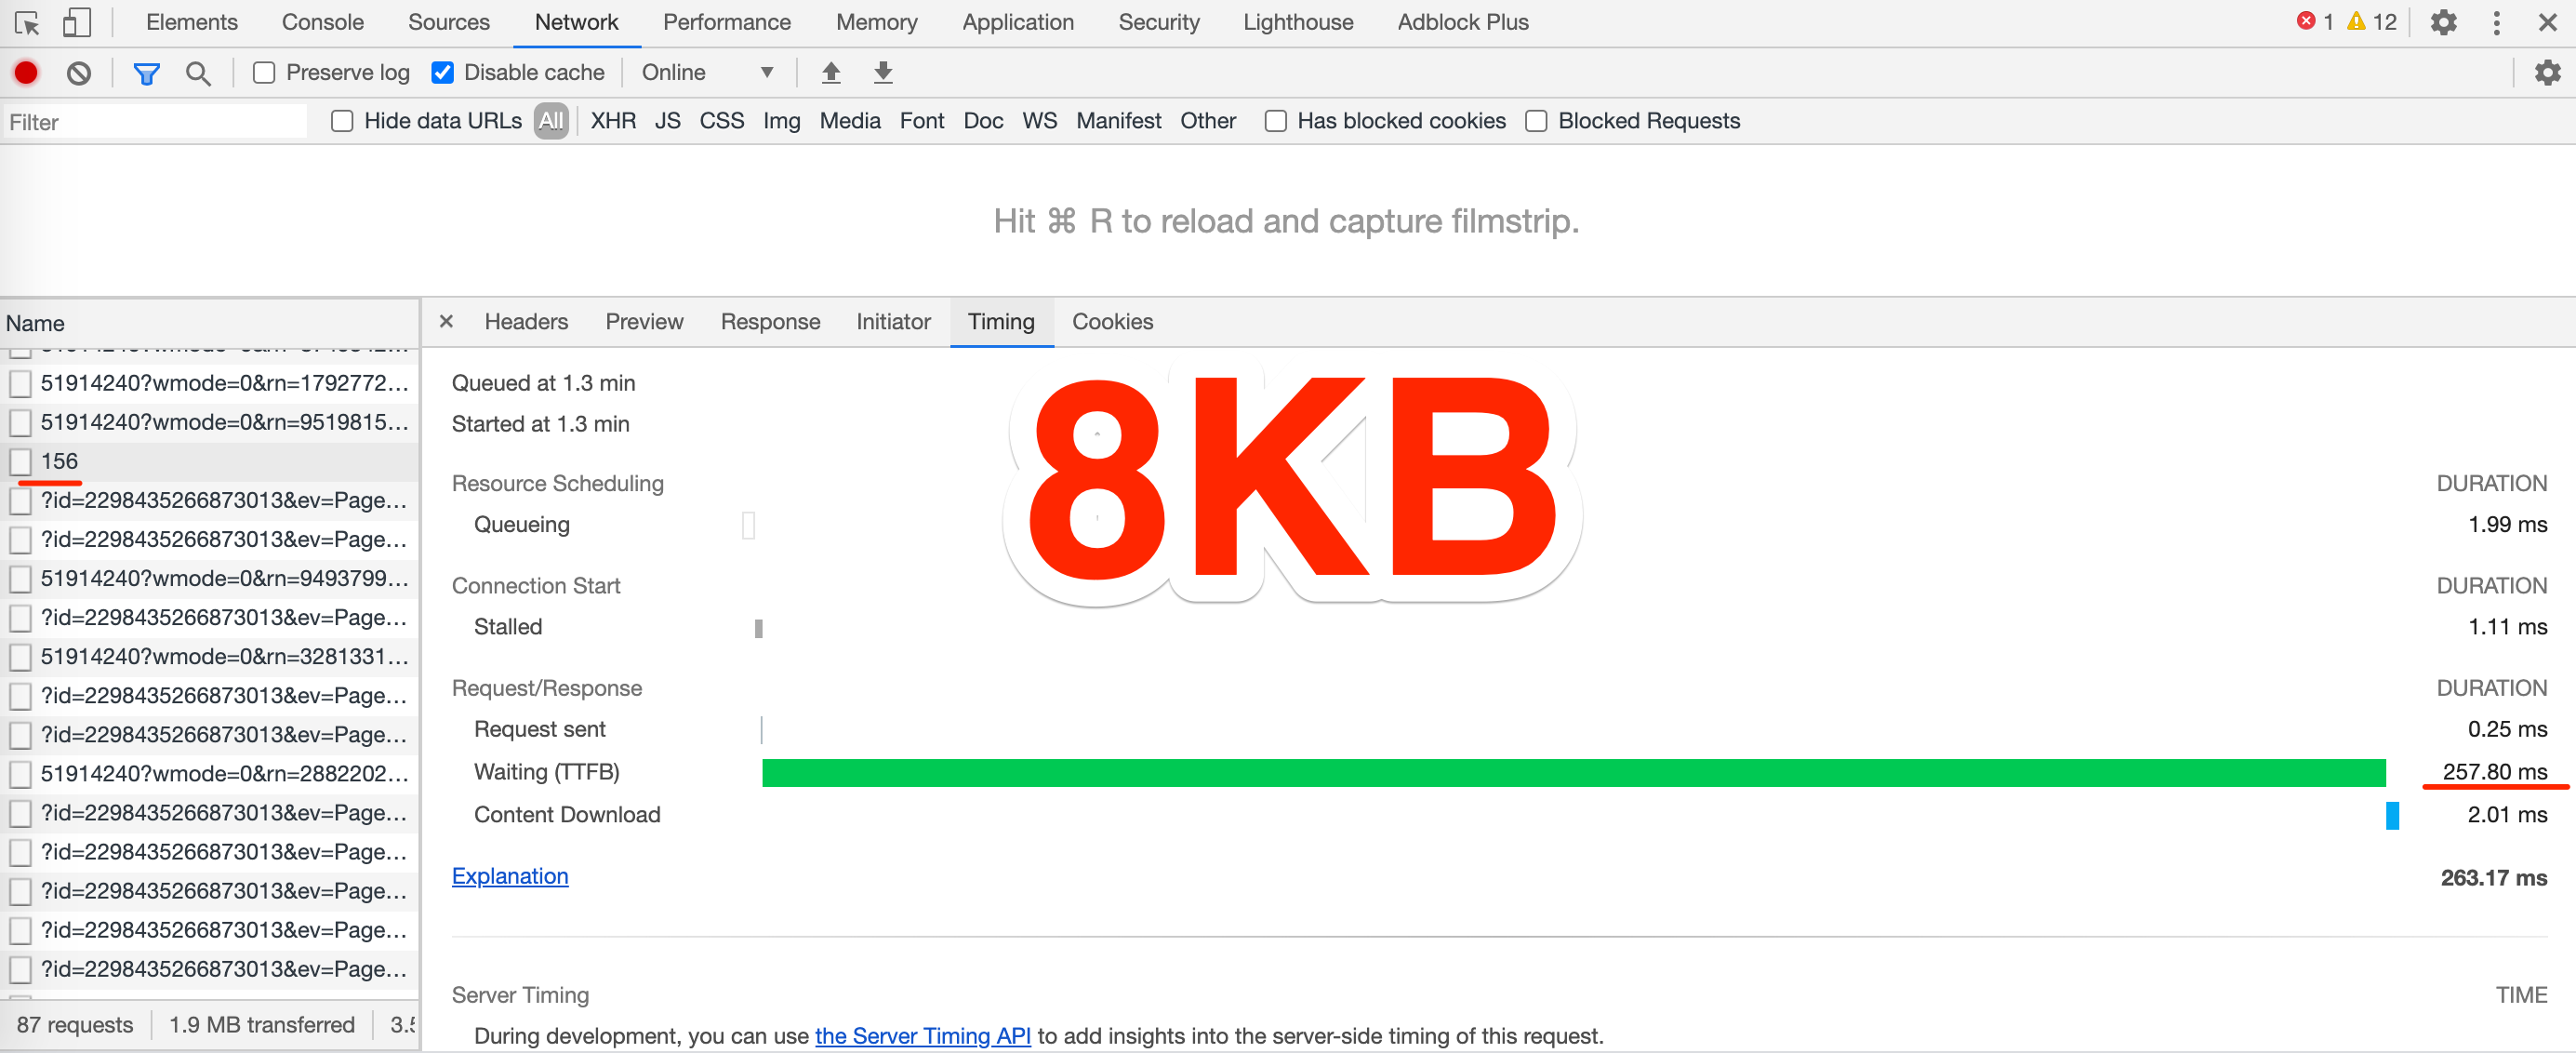 Elements Console Sources Network Performance Memory Application Security Lighthouse Adblock Plus 1 12
Preserve log Disable cache Online
Filter Hide data URLs All XHR JS CSS Img Media Font Doc WS Manifest Other Has blocked cookies Blocked Requests
Hit ⌘ R to reload and capture filmstrip.
Name
51914240?wmode=0&rn=1792772...
51914240?wmode=0&rn=9519815...
156
?id=2298435266873013&ev=Page...
?id=2298435266873013&ev=Page...
51914240?wmode=0&rn=9493799...
?id=2298435266873013&ev=Page...
51914240?wmode=0&rn=3281331...
?id=2298435266873013&ev=Page...
?id=2298435266873013&ev=Page...
51914240?wmode=0&rn=2882202...
?id=2298435266873013&ev=Page...
?id=2298435266873013&ev=Page...
?id=2298435266873013&ev=Page...
?id=2298435266873013&ev=Page...
?id=2298435266873013&ev=Page...
87 requests 1.9 MB transferred
Headers Preview Response Initiator Timing Cookies
Queued at 1.3 min
Started at 1.3 min
8KB
Resource Scheduling DURATION
Queueing 1.99 ms
Connection Start DURATION
Stalled 1.11 ms
Request/Response DURATION
Request sent 0.25 ms
Waiting (TTFB) 257.80 ms
Content Download 2.01 ms
Explanation 263.17 ms
Server Timing TIME
During development, you can use the Server Timing API to add insights into the server-side timing of this request.